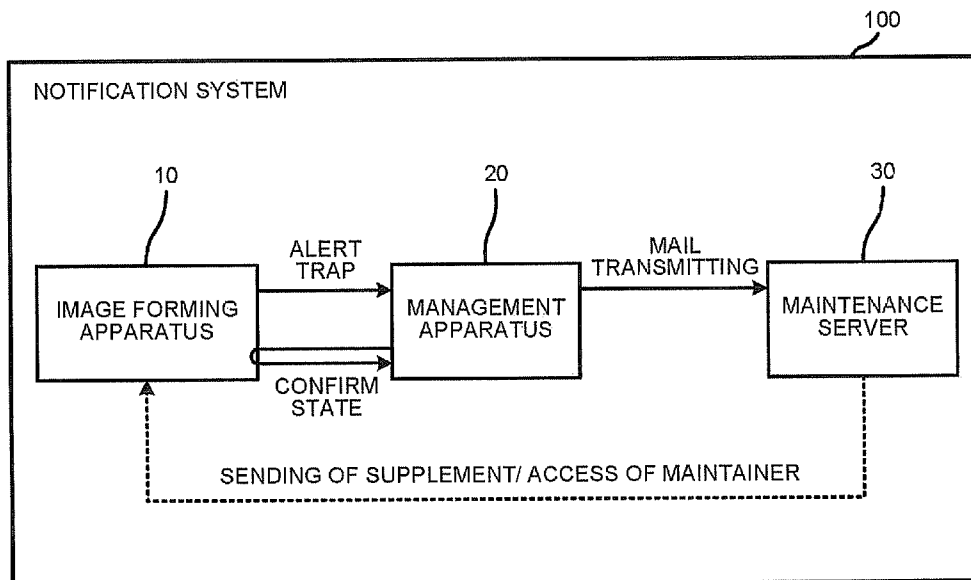 100
NOTIFICATION SYSTEM
10
20
30
ALERT
TRAP
MAIL
TRANSMITTING
IMAGE FORMING
APPARATUS
MANAGEMENT
APPARATUS
MAINTENANCE
SERVER
CONFIRM
STATE
SENDING OF SUPPLEMENT/ ACCESS OF MAINTAINER